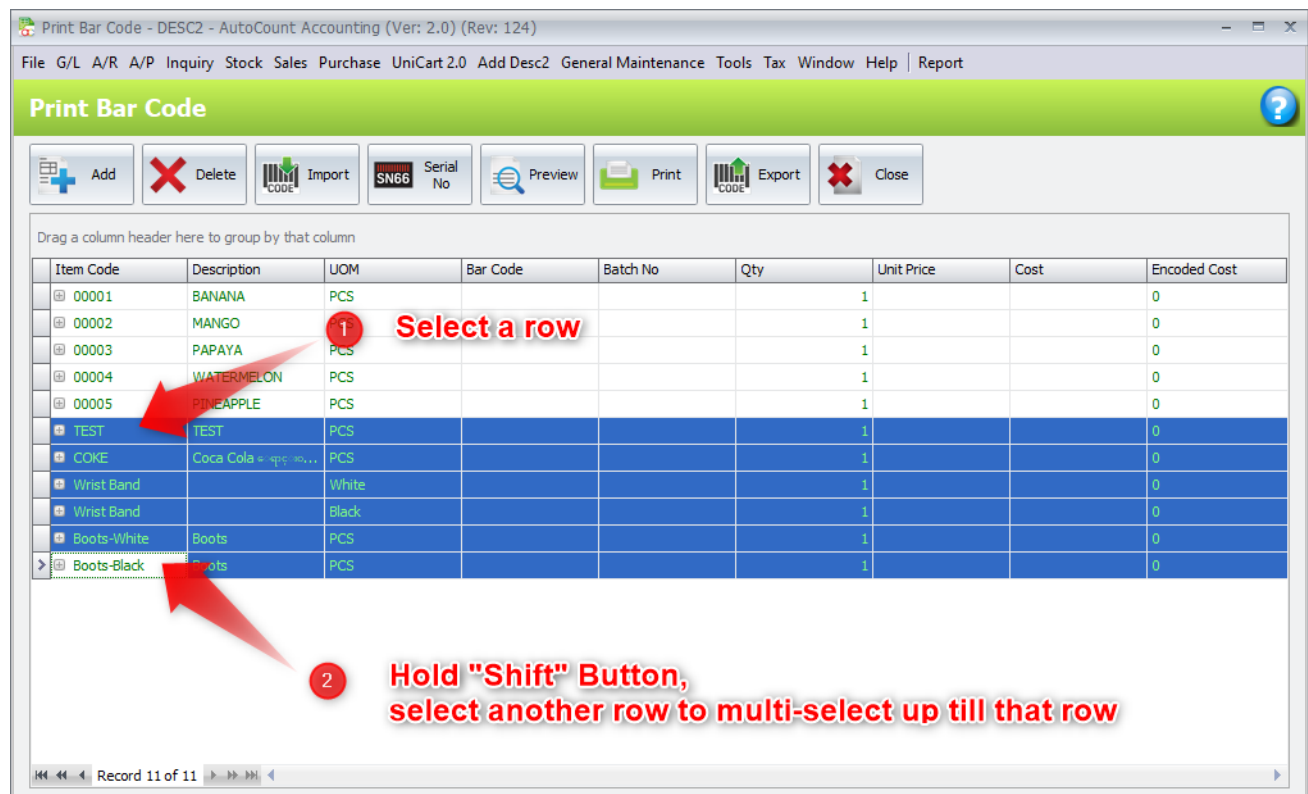 Print Bar Code - DESC2 - AutoCount Accounting (Ver: 2.0) (Rev: 124)
File G/L A/R A/P Inquiry Stock Sales Purchase UniCart 2.0 Add Desc2 General Maintenance Tools Tax Window Help Report
Print Bar Code
?
Add Delete CODE Import SN66 Serial No Preview Print CODE Export Close
Drag a column header here to group by that column
Item Code Description UOM Bar Code Batch No Qty Unit Price Cost Encoded Cost
00001 BANANA PCS 1 0
00002 MANGO PCS 1 0
1 Select a row
00003 PAPAYA PCS 1 0
00004 WATERMELON PCS 1 0
00005 PINEAPPLE PCS 1 0
TEST TEST PCS 1 0
COKE Coca Cola ... PCS 1 0
Wrist Band White 1 0
Wrist Band Black 1 0
Boots-White Boots PCS 1 0
Boots-Black Boots PCS 1 0
2 Hold "Shift" Button,
select another row to multi-select up till that row
Record 11 of 11